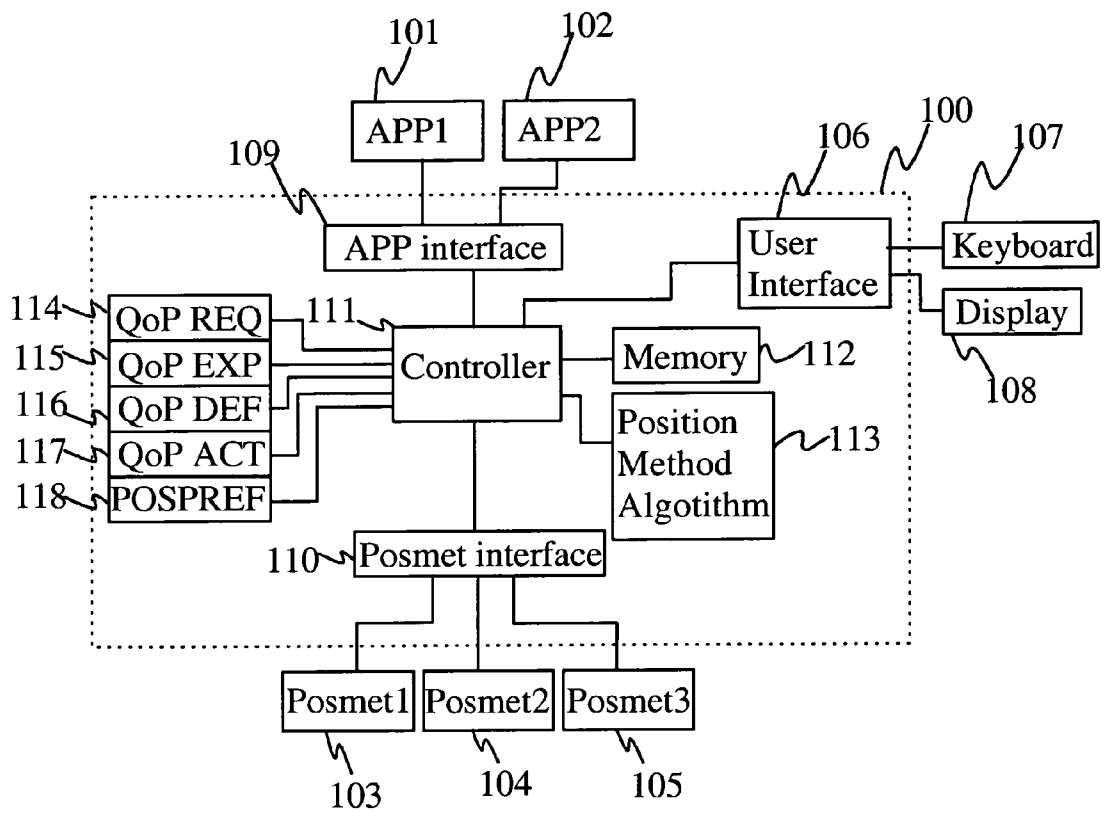 101
102
APP1
APP2
106
100
107
109
APP interface
User
Interface
Keyboard
Display
108
114
QoP REQ
115
QoP EXP
116
QoP DEF
117
QoP ACT
118
POSPREF
111
Controller
Memory
112
Position
Method
Algotithm
113
110
Posmet interface
Posmet1
Posmet2
Posmet3
103
104
105